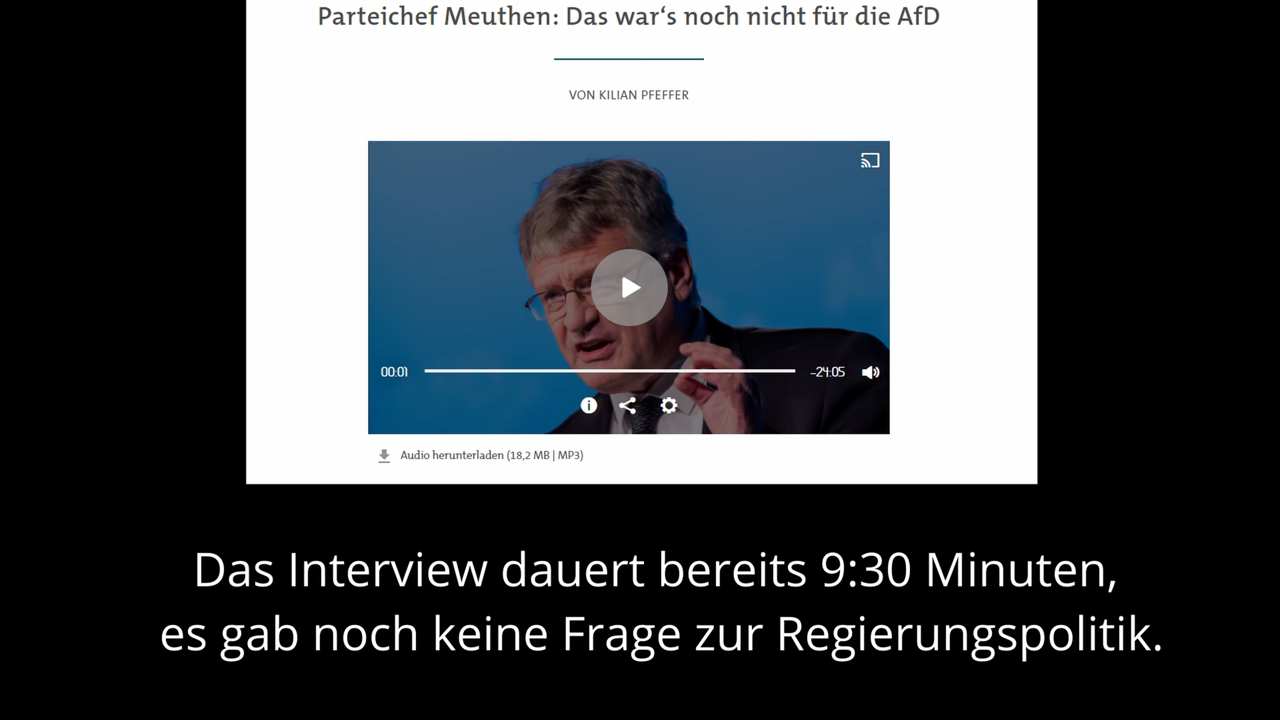 Parteichef Meuthen: Das war‘s noch nicht für die AfD
VON KILIAN PFEFFER
00:01
-24:05
Audio herunterladen (18,2 MB | MP3)
Das Interview dauert bereits 9:30 Minuten,
es gab noch keine Frage zur Regierungspolitik.